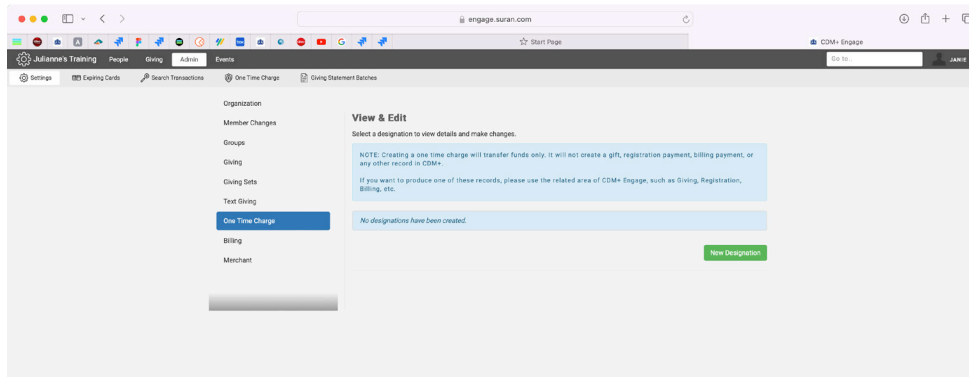 engage.suran.com
Start Page
CDM+ Engage
Julianne's Training People Giving Admin Events
Go to...
JANIE
Settings Expiring Cards Search Transactions One Time Charge Giving Statement Batches
Organization
Member Changes
Groups
Giving
Giving Sets
Text Giving
One Time Charge
Billing
Merchant
View & Edit
Select a designation to view details and make changes.
NOTE: Creating a one time charge will transfer funds only. It will not create a gift, registration payment, billing payment, or
any other record in CDM+.
If you want to produce one of these records, please use the related area of CDM+ Engage, such as Giving, Registration,
Billing, etc.
No designations have been created.
New Designation